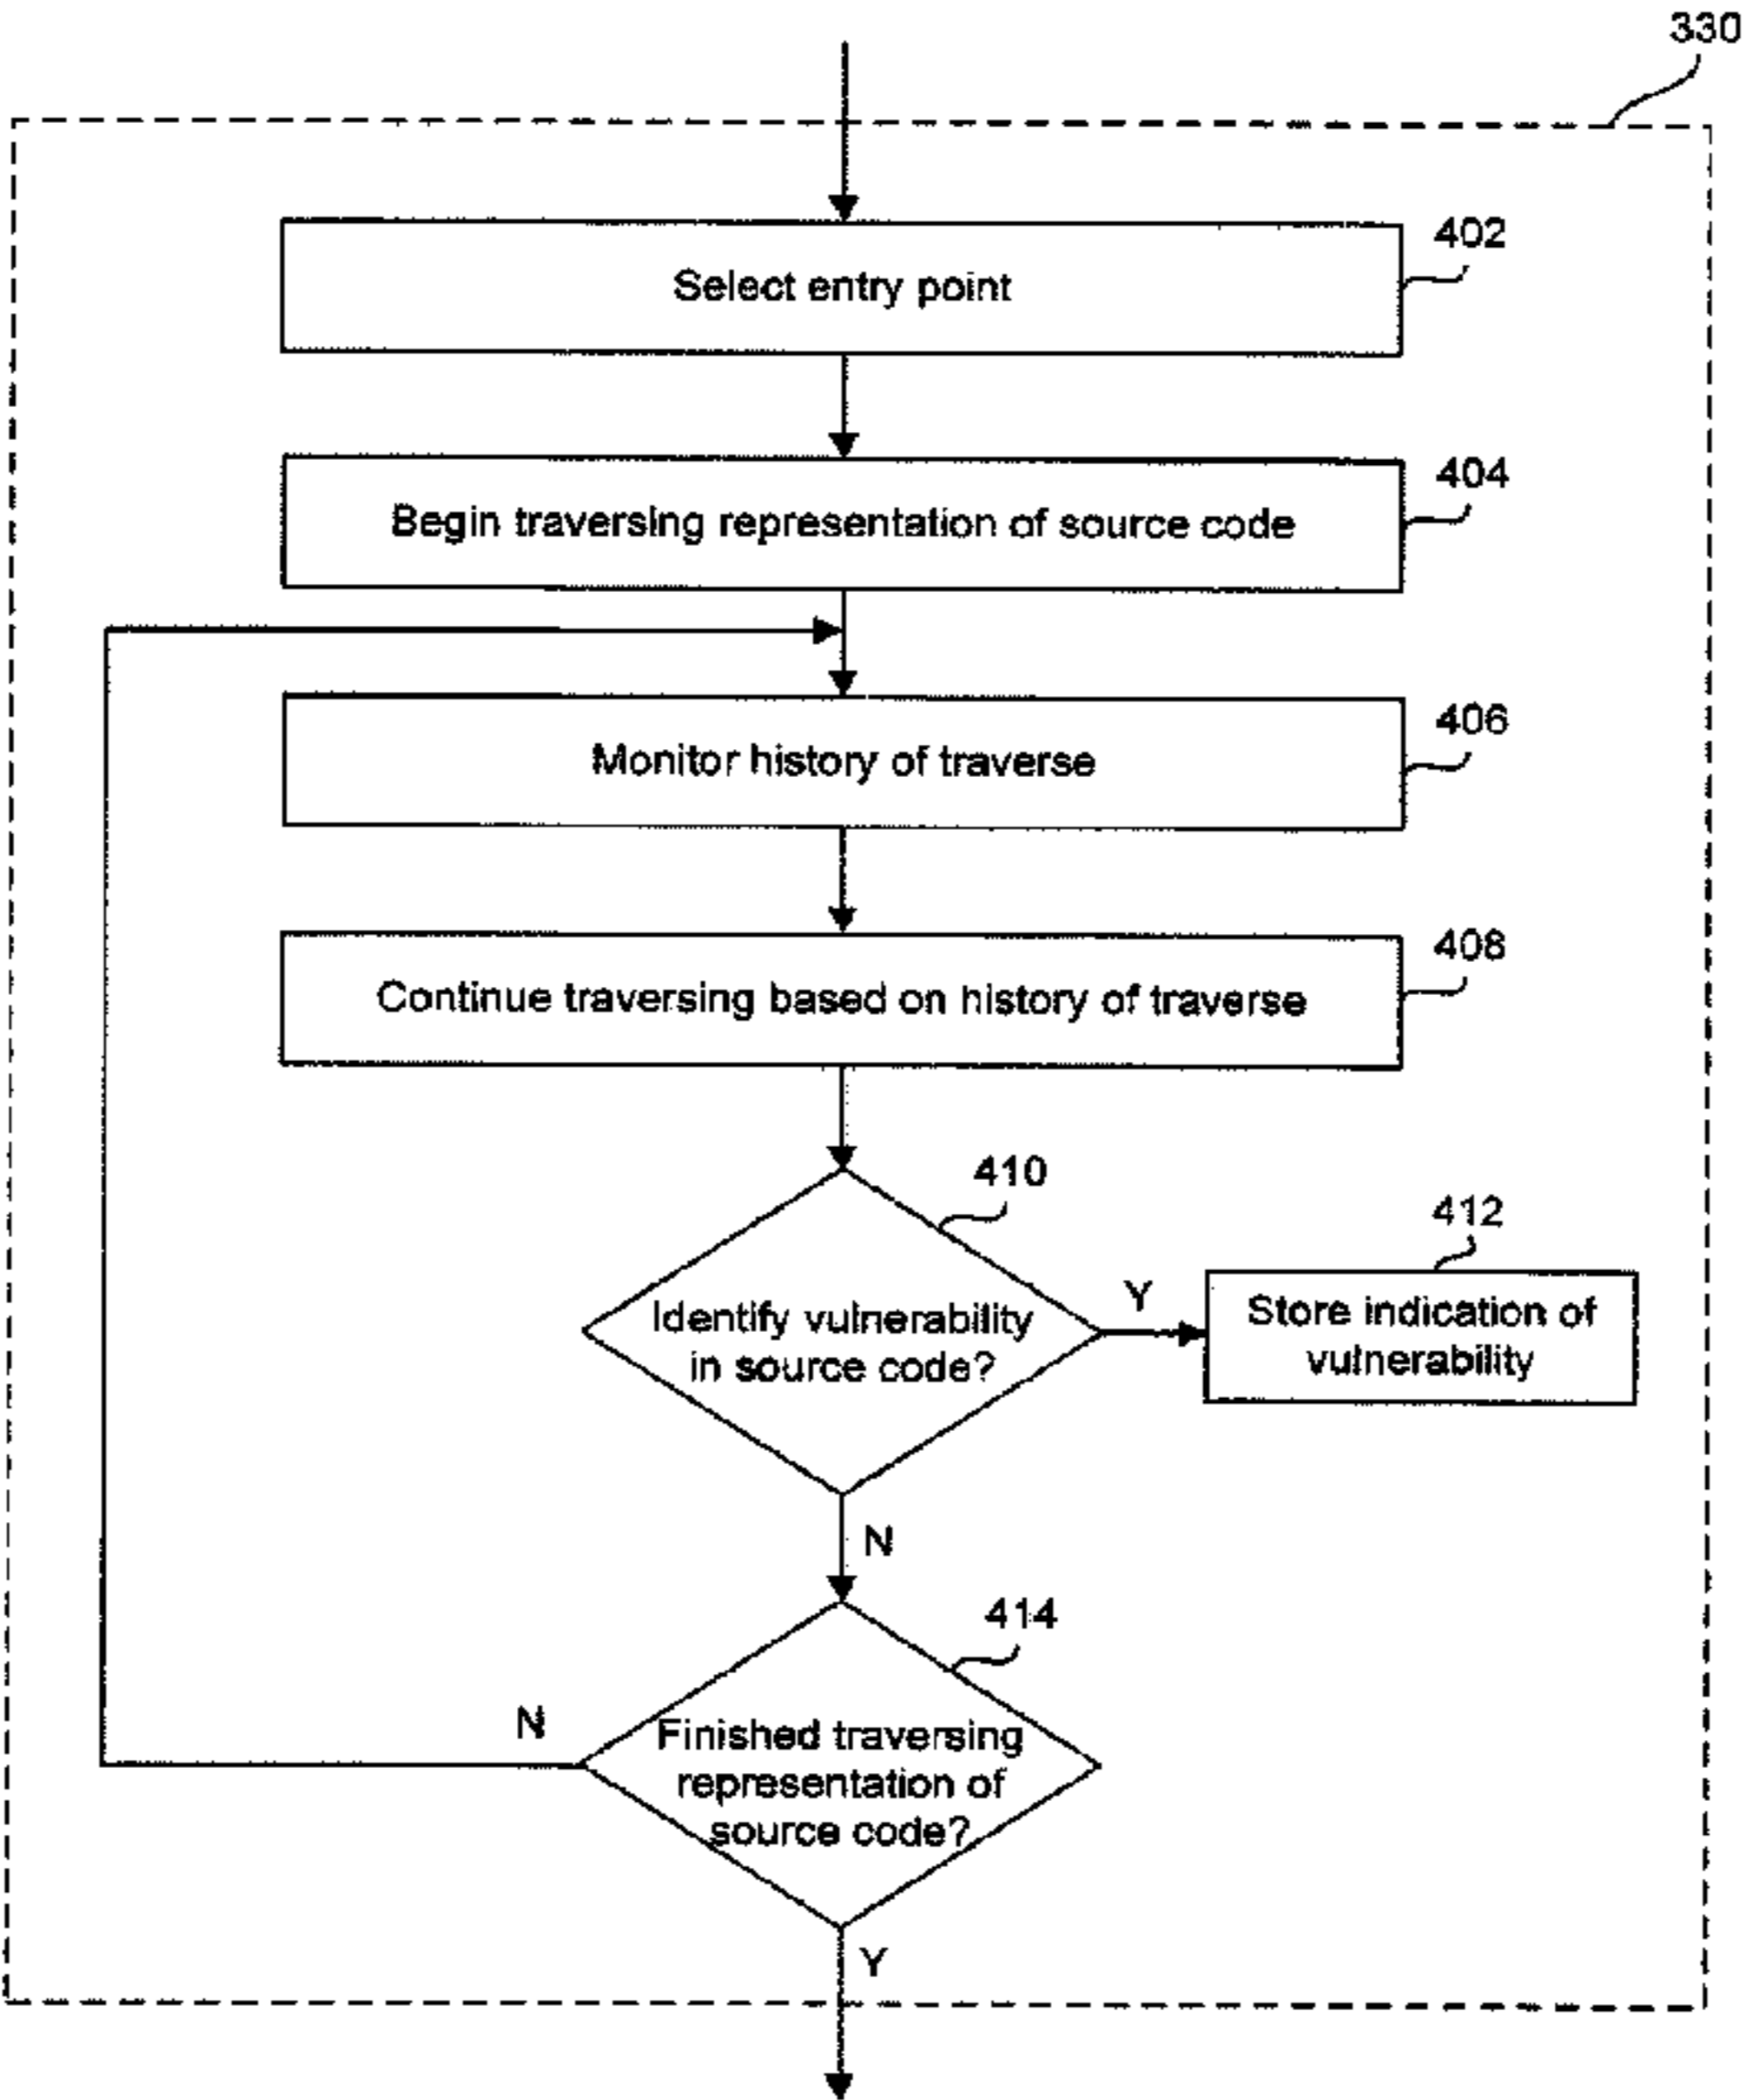 330
402
Select entry point
404
Begin traversing representation of source code
406
Monitor history of traverse
408
Continue traversing based on history of traverse
410
412
Y
Store indication of
vulnerability
Identify vulnerability
in source code?
N
414
N
Finished traversing
representation of
source code?
Y